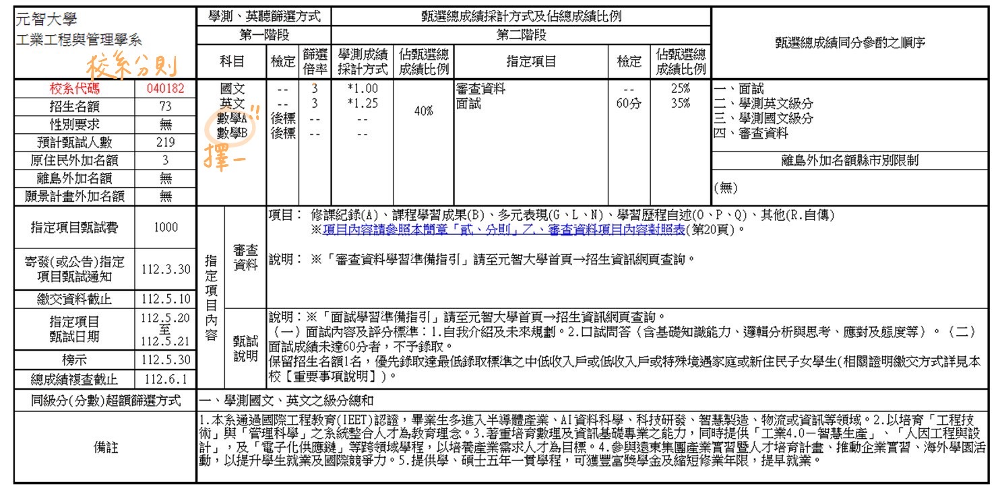 元智大學
工業工程與管理學系
校系分則
校系代碼 040182
招生名額 73
性別要求 無
預計甄試人數 219
原住民外加名額 3
離島外加名額 無
願景計畫外加名額 無
學測、英聽篩選方式
第一階段
科目 檢定 篩選倍率
國文 -- 3
英文 -- 3
數學A 後標 --
數學B 後標 --
!!
擇一
甄選總成績採計方式及佔總成績比例
第二階段
學測成績採計方式 佔甄選總成績比例 指定項目 檢定 佔甄選總成績比例
*1.00 審查資料 -- 25%
*1.25 面試 60分 35%
40%
--
--
甄選總成績同分參酌之順序
一、面試
二、學測英文級分
三、學測國文級分
四、審查資料
離島外加名額縣市別限制
(無)
指定項目甄試費 1000
寄發(或公告)指定
項目甄試通知 112.3.30
繳交資料截止 112.5.10
指定項目
甄試日期
112.5.20
至
112.5.21
榜示 112.5.30
總成績複查截止 112.6.1
指定項目內容
審查資料
項目: 修課紀錄(A)、課程學習成果(B)、多元表現(G、L、N)、學習歷程自述(O、P、Q)、其他(R.自傳)
※項目內容請參照本簡章「貳、分則」乙、審查資料項目內容對照表(第20頁)。
說明: ※「審查資料學習準備指引」請至元智大學首頁→招生資訊網頁查詢。
甄試說明
說明:※「面試學習準備指引」請至元智大學首頁→招生資訊網頁查詢。
(一)面試內容及評分標準:1.自我介紹及未來規劃。2.口試問答(含基礎知識能力、邏輯分析與思考、應對及態度等)。(二)
面試成績未達60分者,不予錄取。
保留招生名額1名,優先錄取達最低錄取標準之中低收入戶或低收入戶或特殊境遇家庭或新住民子女學生(相關證明繳交方式詳見本
校【重要事項說明】)。
同級分(分數)超額篩選方式 一、學測國文、英文之級分總和
備註
1.本系通過國際工程教育(IEET)認證,畢業生多進入半導體產業、AI資料科學、科技研發、智慧製造、物流或資訊等領域。2.以培育「工程技
術」與「管理科學」之系統整合人才為教育理念。3.著重培育數理及資訊基礎專業之能力,同時提供「工業4.0－智慧生產」、「人因工程與設
計」,及「電子化供應鏈」等跨領域學程,以培養產業需求人才為目標。4.參與遠東集團產業實習暨人才培育計畫、推動企業實習、海外學園活
動,以提升學生就業及國際競爭力。5.提供學、碩士五年一貫學程,可獲豐富獎學金及縮短修業年限,提早就業。